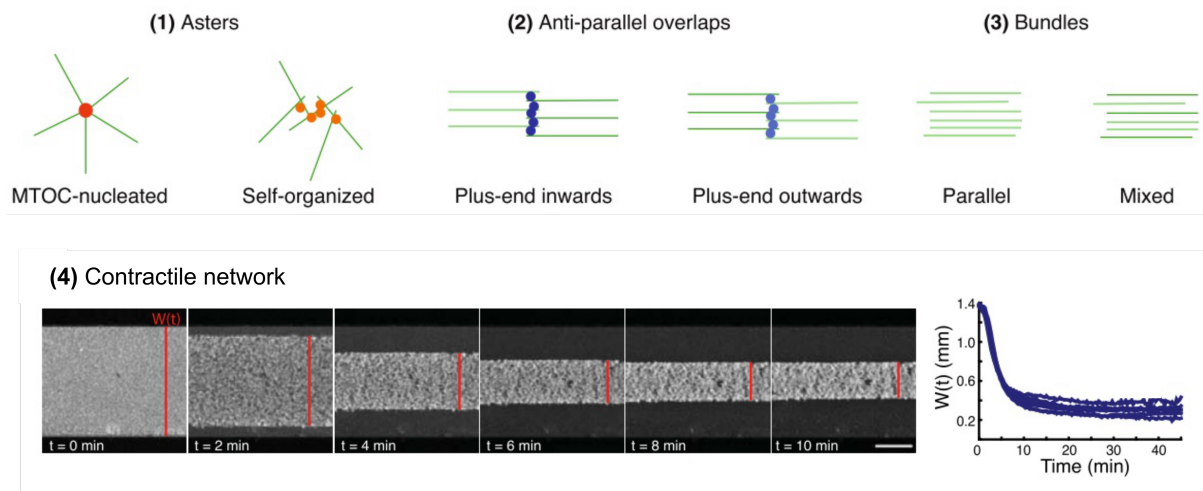 (1) Asters
(2) Anti-parallel overlaps
(3) Bundles
MTOC-nucleated
Self-organized
Plus-end inwards
Plus-end outwards
Parallel
Mixed
(4) Contractile network
W(t)
t = 0 min
t = 2 min
t = 4 min
t = 6 min
t = 8 min
t = 10 min
W(t) (mm)
1.4
1.0
0.6
0.2
0 10 20 30 40
Time (min)